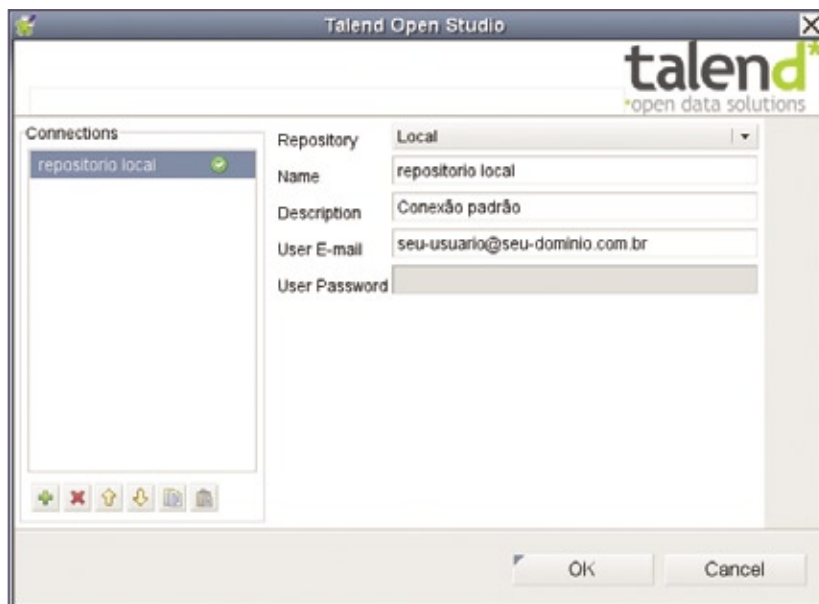 Talend Open Studio
talend*
open data solutions
Connections
repositorio local
Repository Local
Name repositorio local
Description Conexão padrão
User E-mail seu-usuario@seu-dominio.com.br
User Password
OK Cancel